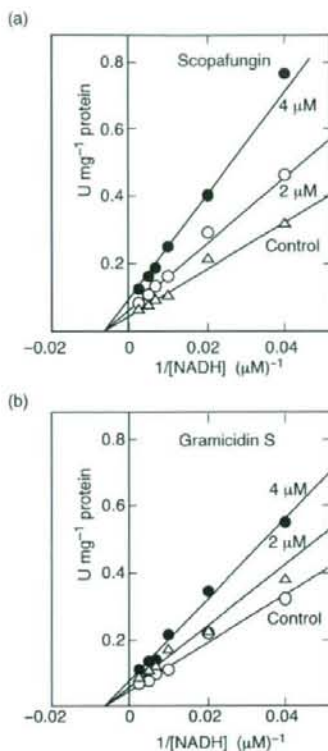 (a)
Scopafungin
0.8
4 μM
0.6
2 μM
0.4
Control
0.2
U mg⁻¹ protein
−0.02 0 0.02 0.04
1/[NADH] (μM)⁻¹
(b)
Gramicidin S
0.8
4 μM
0.6
2 μM
0.4
Control
0.2
U mg⁻¹ protein
−0.02 0 0.02 0.04
1/[NADH] (μM)⁻¹